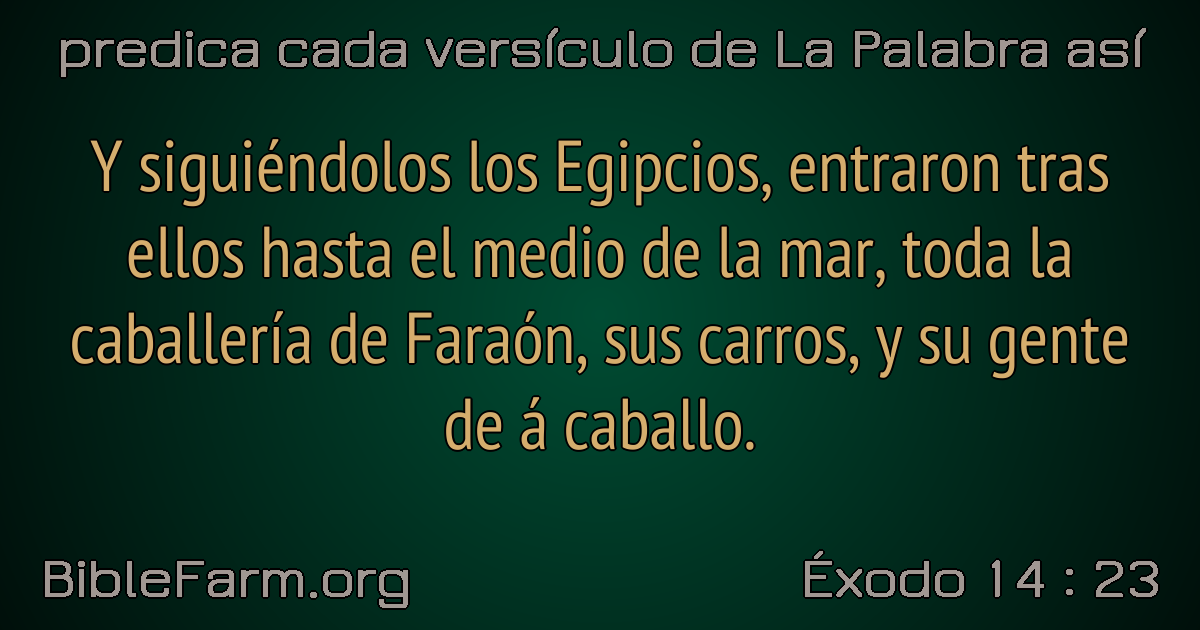 predica cada versículo de La Palabra así
Y siguiéndolos los Egipcios, entraron tras
ellos hasta el medio de la mar, toda la
caballería de Faraón, sus carros, y su gente
de á caballo.
BibleFarm.org
Éxodo 14 : 23